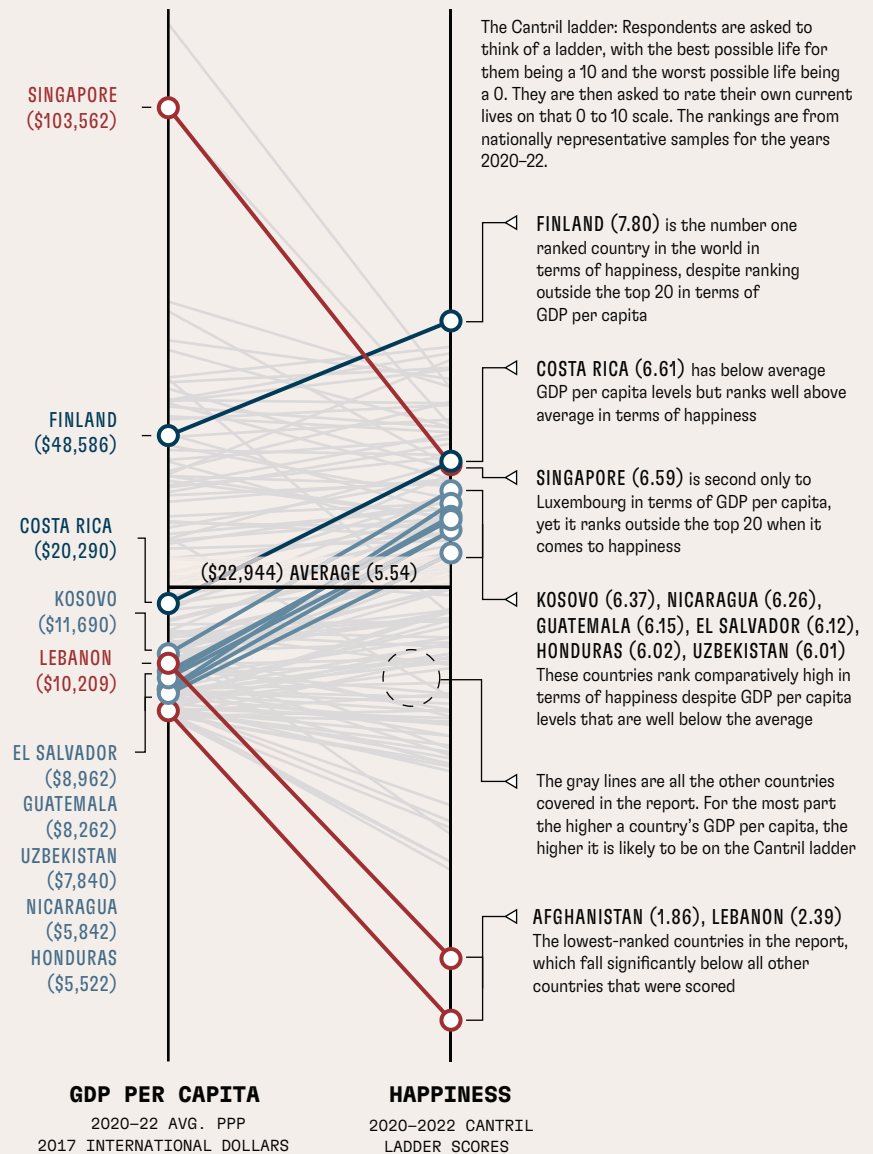 The Cantril ladder: Respondents are asked to
think of a ladder, with the best possible life for
them being a 10 and the worst possible life being
a 0. They are then asked to rate their own current
lives on that 0 to 10 scale. The rankings are from
nationally representative samples for the years
2020–22.
SINGAPORE
($103,562)
FINLAND
($48,586)
COSTA RICA
($20,290)
KOSOVO
($11,690)
LEBANON
($10,209)
EL SALVADOR
($8,962)
GUATEMALA
($8,262)
UZBEKISTAN
($7,840)
NICARAGUA
($5,842)
HONDURAS
($5,522)
($22,944) AVERAGE (5.54)
FINLAND (7.80) is the number one
ranked country in the world in
terms of happiness, despite ranking
outside the top 20 in terms of
GDP per capita
COSTA RICA (6.61) has below average
GDP per capita levels but ranks well above
average in terms of happiness
SINGAPORE (6.59) is second only to
Luxembourg in terms of GDP per capita,
yet it ranks outside the top 20 when it
comes to happiness
KOSOVO (6.37), NICARAGUA (6.26),
GUATEMALA (6.15), EL SALVADOR (6.12),
HONDURAS (6.02), UZBEKISTAN (6.01)
These countries rank comparatively high in
terms of happiness despite GDP per capita
levels that are well below the average
The gray lines are all the other countries
covered in the report. For the most part
the higher a country's GDP per capita, the
higher it is likely to be on the Cantril ladder
AFGHANISTAN (1.86), LEBANON (2.39)
The lowest-ranked countries in the report,
which fall significantly below all other
countries that were scored
GDP PER CAPITA
2020–22 AVG. PPP
2017 INTERNATIONAL DOLLARS
HAPPINESS
2020–2022 CANTRIL
LADDER SCORES